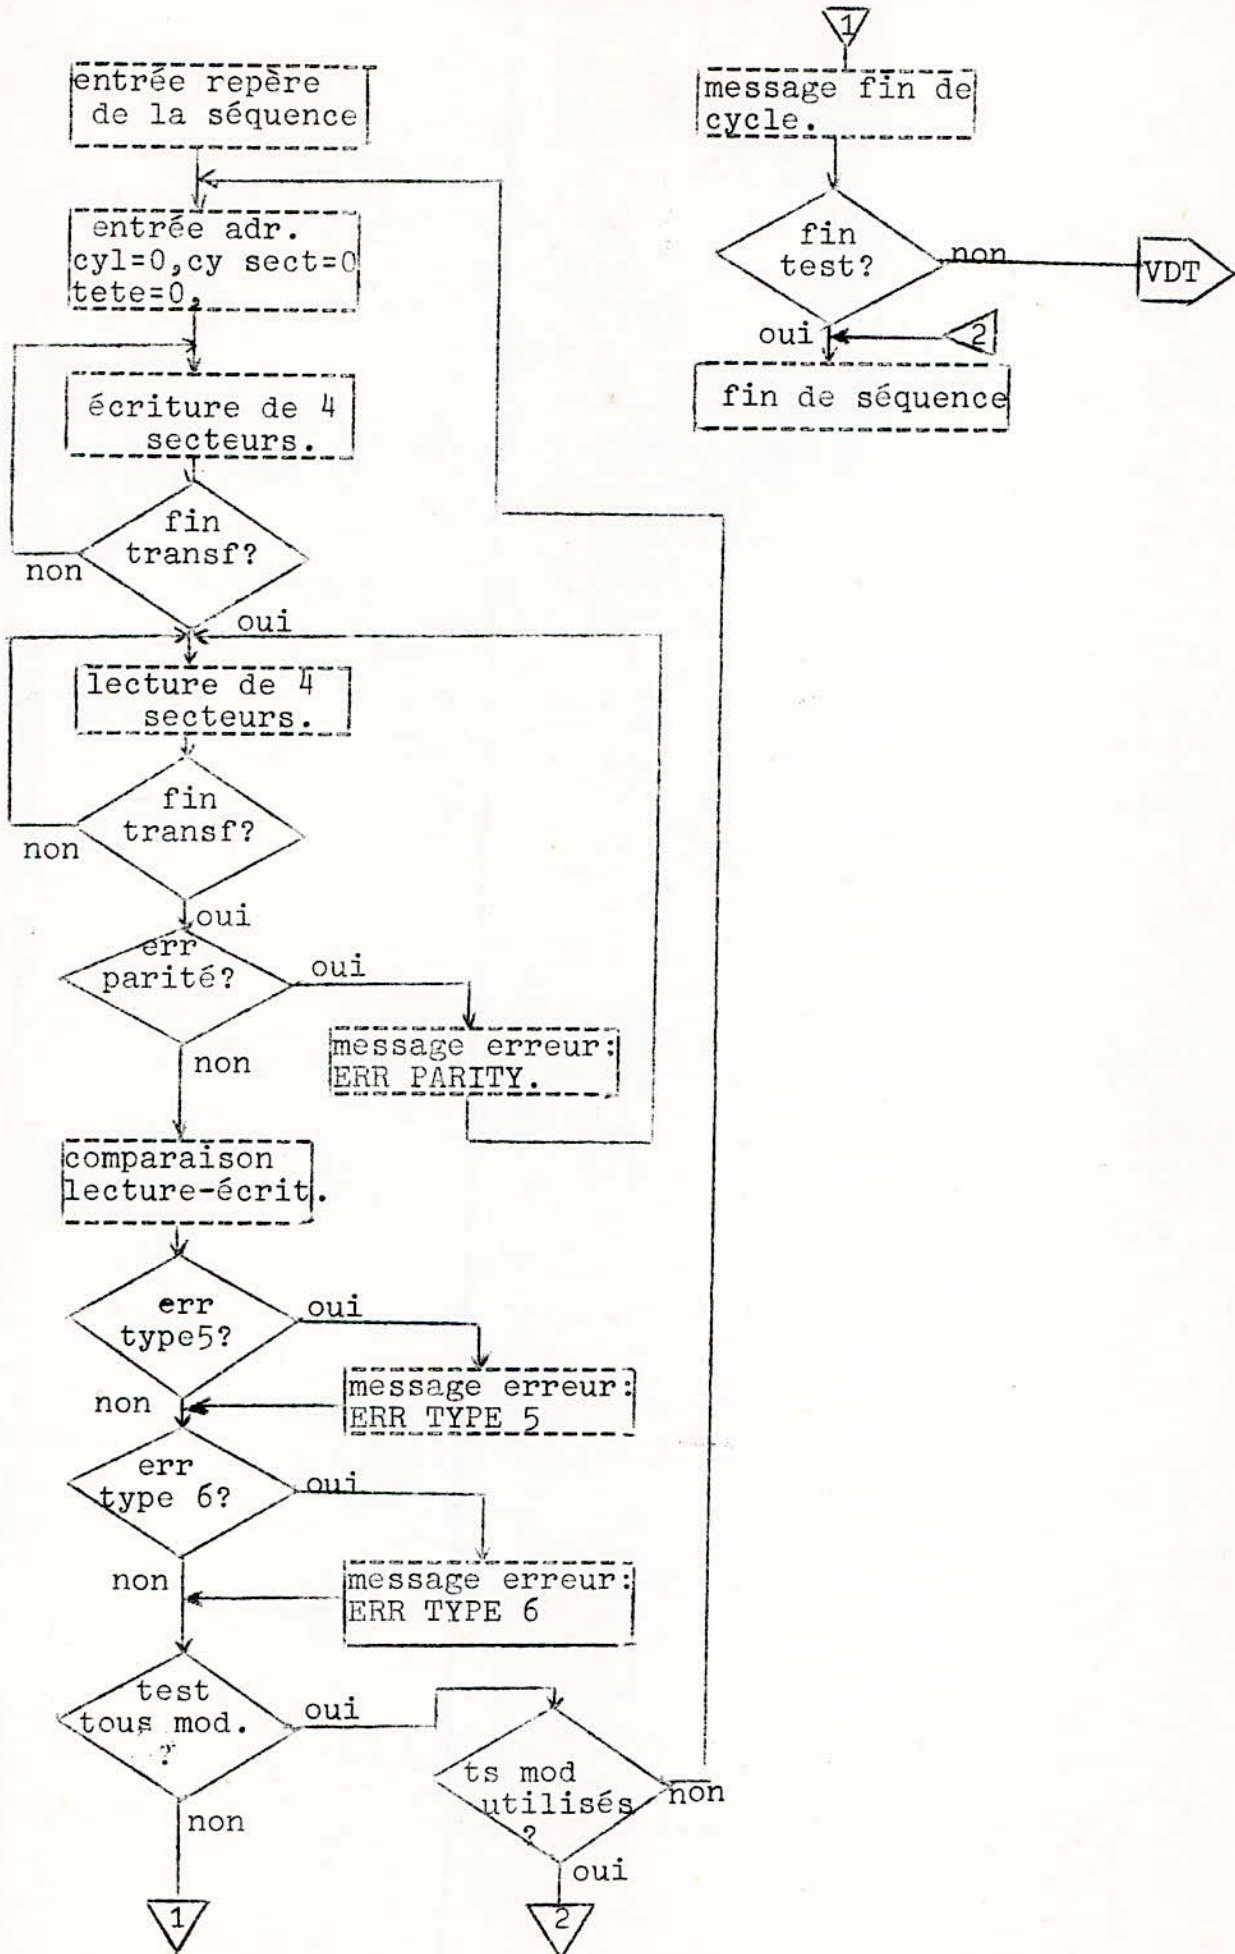 entrée repère
de la séquence
entrée adr.
cyl=0,cy sect=0
tete=0,
écriture de 4
secteurs.
fin
transf?
non
oui
lecture de 4
secteurs.
fin
transf?
non
oui
err
parité?
oui
non
message erreur:
ERR PARITY.
comparaison
lecture-écrit.
err
type5?
oui
non
message erreur:
ERR TYPE 5
err
type 6?
oui
non
message erreur:
ERR TYPE 6
test
tous mod.
?
oui
non
ts mod
utilisés
?
non
oui
1
2
1
message fin de
cycle.
fin
test?
non
VDT
oui
2
fin de séquence